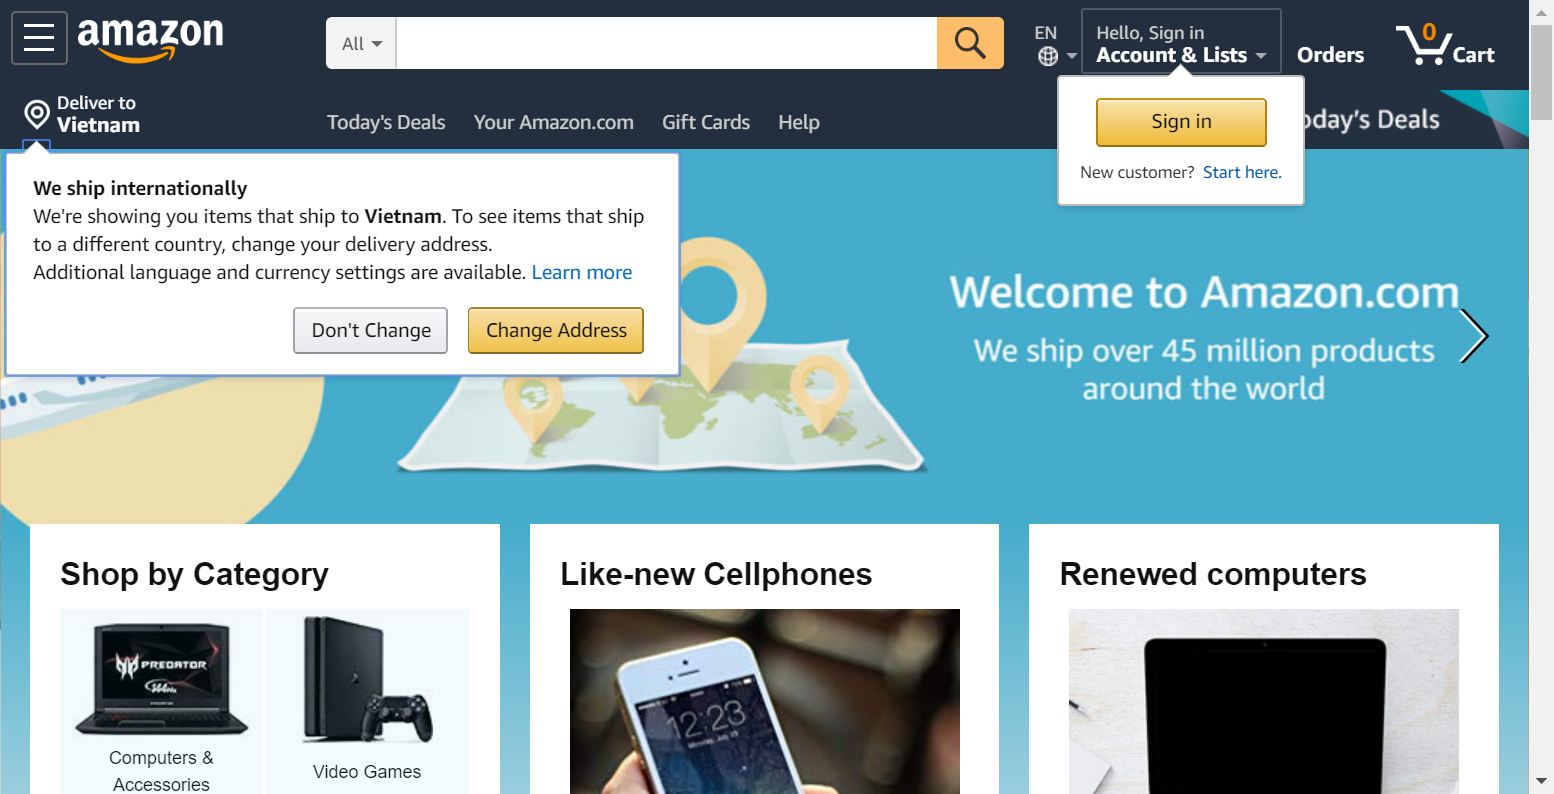 amazon
All
EN
Hello, Sign in
Account & Lists
Orders
0
Cart
Deliver to
Vietnam
Today's Deals
Your Amazon.com
Gift Cards
Help
oday's Deals
Sign in
New customer? Start here.
We ship internationally
We're showing you items that ship to Vietnam. To see items that ship
to a different country, change your delivery address.
Additional language and currency settings are available. Learn more
Don't Change
Change Address
Welcome to Amazon.com
We ship over 45 million products
around the world
Shop by Category
PREDATOR
144Hz
Computers &
Accessories
Video Games
Like-new Cellphones
12:23
Renewed computers